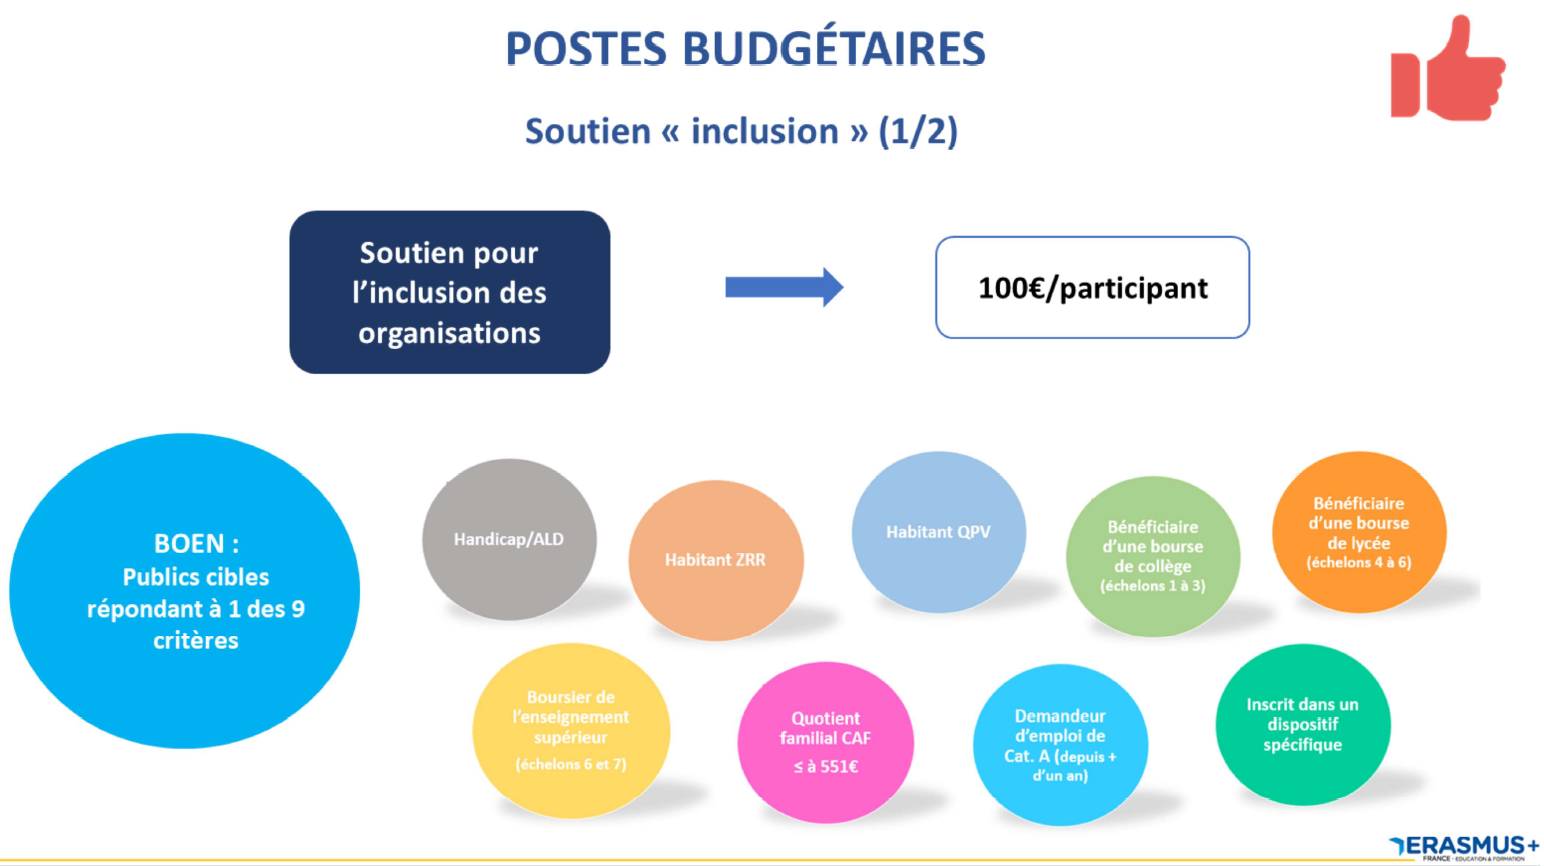 POSTES BUDGÉTAIRES
Soutien « inclusion » (1/2)
Soutien pour
l'inclusion des
organisations
100€/participant
BOEN :
Publics cibles
répondant à 1 des 9
critères
Handicap/ALD
Habitant ZRR
Habitant QPV
Bénéficiaire
d'une bourse
de collège
(échelons 1 à 3)
Bénéficiaire
d'une bourse
de lycée
(échelons 4 à 6)
Boursier de
l'enseignement
supérieur
(échelons 6 et 7)
Quotient
familial CAF
≤ à 551€
Demandeur
d'emploi de
Cat. A (depuis +
d'un an)
Inscrit dans un
dispositif
spécifique
ERASMUS+
FRANCE - EDUCATION & FORMATION